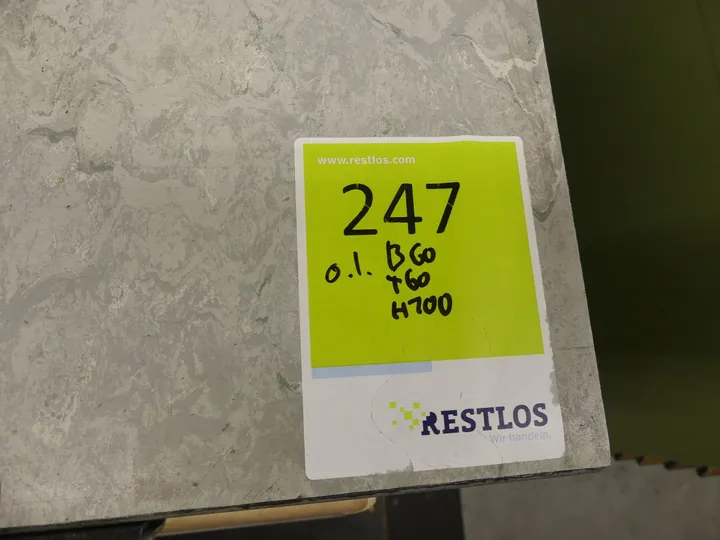 www.restlos.com
247
o.l. B60
T60
H700
RESTLOS
Wir handeln.